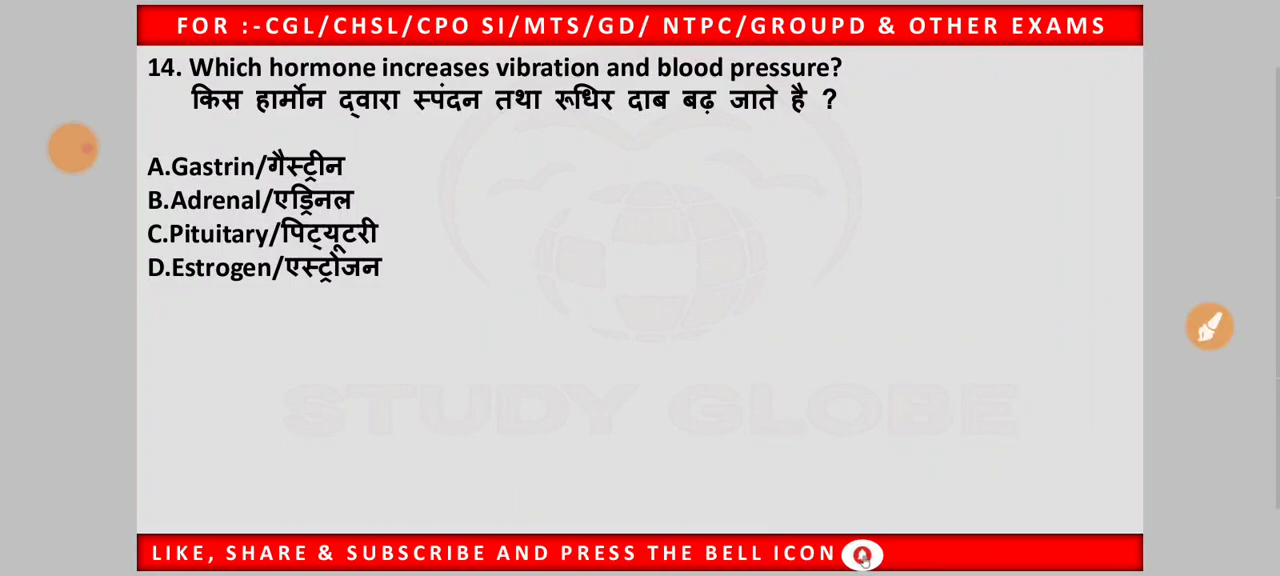 FOR :-CGL/CHSL/CPO SI/MTS/GD/ NTPC/GROUPD & OTHER EXAMS
14. Which hormone increases vibration and blood pressure?
किस हार्मोन द्वारा स्पंदन तथा रूधिर दाब बढ़ जाते है ?
A.Gastrin/गैस्ट्रीन
B.Adrenal/एड्रिनल
C.Pituitary/पिट्यूटरी
D.Estrogen/एस्ट्रोजन
STUDY GLOBE
LIKE, SHARE & SUBSCRIBE AND PRESS THE BELL ICON